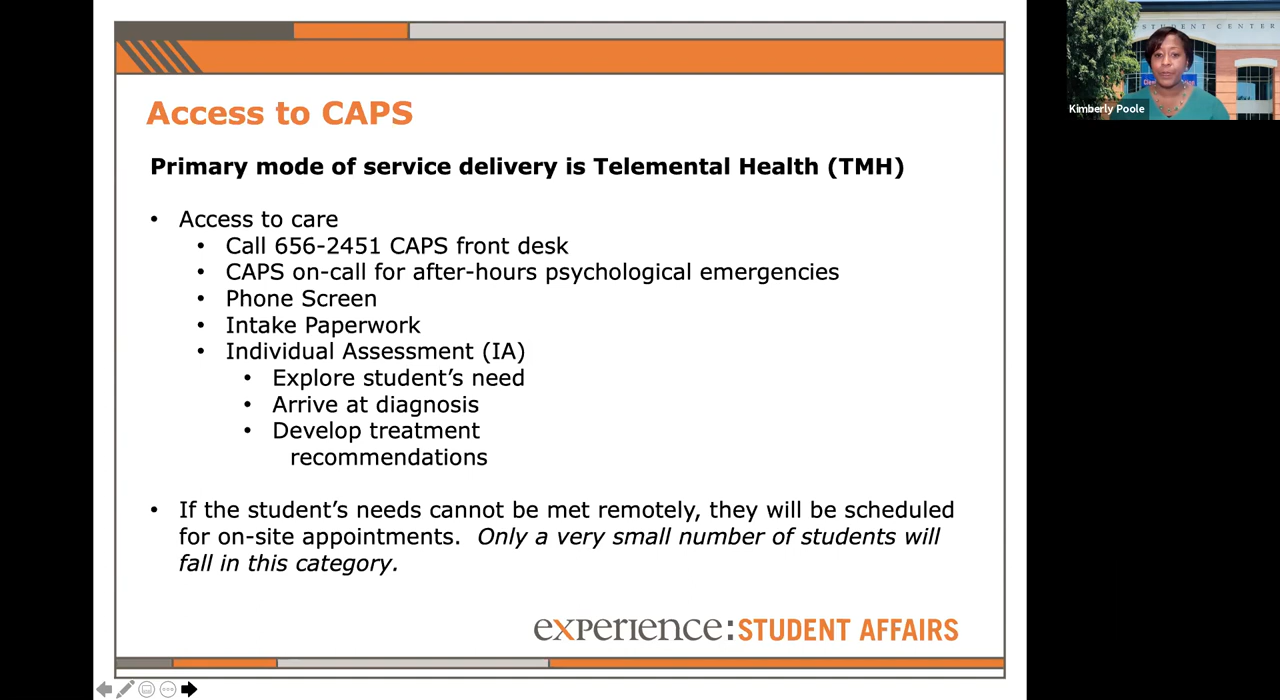 Access to CAPS
Primary mode of service delivery is Telemental Health (TMH)
• Access to care
• Call 656-2451 CAPS front desk
• CAPS on-call for after-hours psychological emergencies
• Phone Screen
• Intake Paperwork
• Individual Assessment (IA)
• Explore student’s need
• Arrive at diagnosis
• Develop treatment
recommendations
• If the student’s needs cannot be met remotely, they will be scheduled
for on-site appointments. Only a very small number of students will
fall in this category.
experience:STUDENT AFFAIRS
STUDENT CENTER
Kimberly Poole